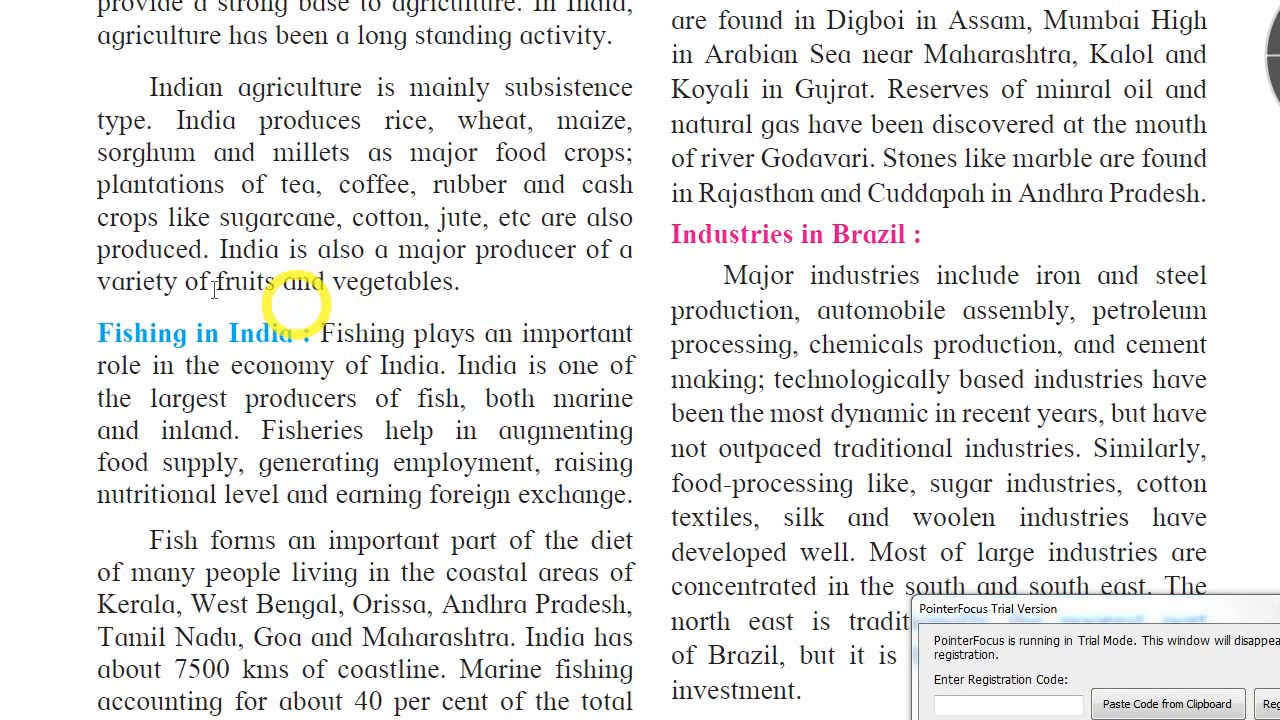 provide a strong base to agriculture. In India,
agriculture has been a long standing activity.
Indian agriculture is mainly subsistence
type. India produces rice, wheat, maize,
sorghum and millets as major food crops;
plantations of tea, coffee, rubber and cash
crops like sugarcane, cotton, jute, etc are also
produced. India is also a major producer of a
variety of fruits and vegetables.
Fishing in India : Fishing plays an important
role in the economy of India. India is one of
the largest producers of fish, both marine
and inland. Fisheries help in augmenting
food supply, generating employment, raising
nutritional level and earning foreign exchange.
Fish forms an important part of the diet
of many people living in the coastal areas of
Kerala, West Bengal, Orissa, Andhra Pradesh,
Tamil Nadu, Goa and Maharashtra. India has
about 7500 kms of coastline. Marine fishing
accounting for about 40 per cent of the total
are found in Digboi in Assam, Mumbai High
in Arabian Sea near Maharashtra, Kalol and
Koyali in Gujrat. Reserves of minral oil and
natural gas have been discovered at the mouth
of river Godavari. Stones like marble are found
in Rajasthan and Cuddapah in Andhra Pradesh.
Industries in Brazil :
Major industries include iron and steel
production, automobile assembly, petroleum
processing, chemicals production, and cement
making; technologically based industries have
been the most dynamic in recent years, but have
not outpaced traditional industries. Similarly,
food-processing like, sugar industries, cotton
textiles, silk and woolen industries have
developed well. Most of large industries are
concentrated in the south and south east. The
north east is
of Brazil, but it is
investment.
PointerFocus Trial Version
PointerFocus is running in Trial Mode. This window will
registration.
Enter Registration Code:
Paste Code from Clipboard